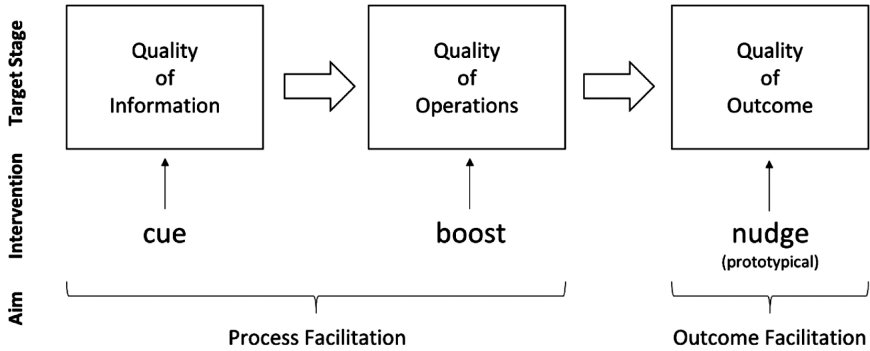 Target Stage
Quality
of
Information
Quality
of
Operations
Quality
of
Outcome
Intervention
cue
boost
nudge
(prototypical)
Aim
Process Facilitation
Outcome Facilitation